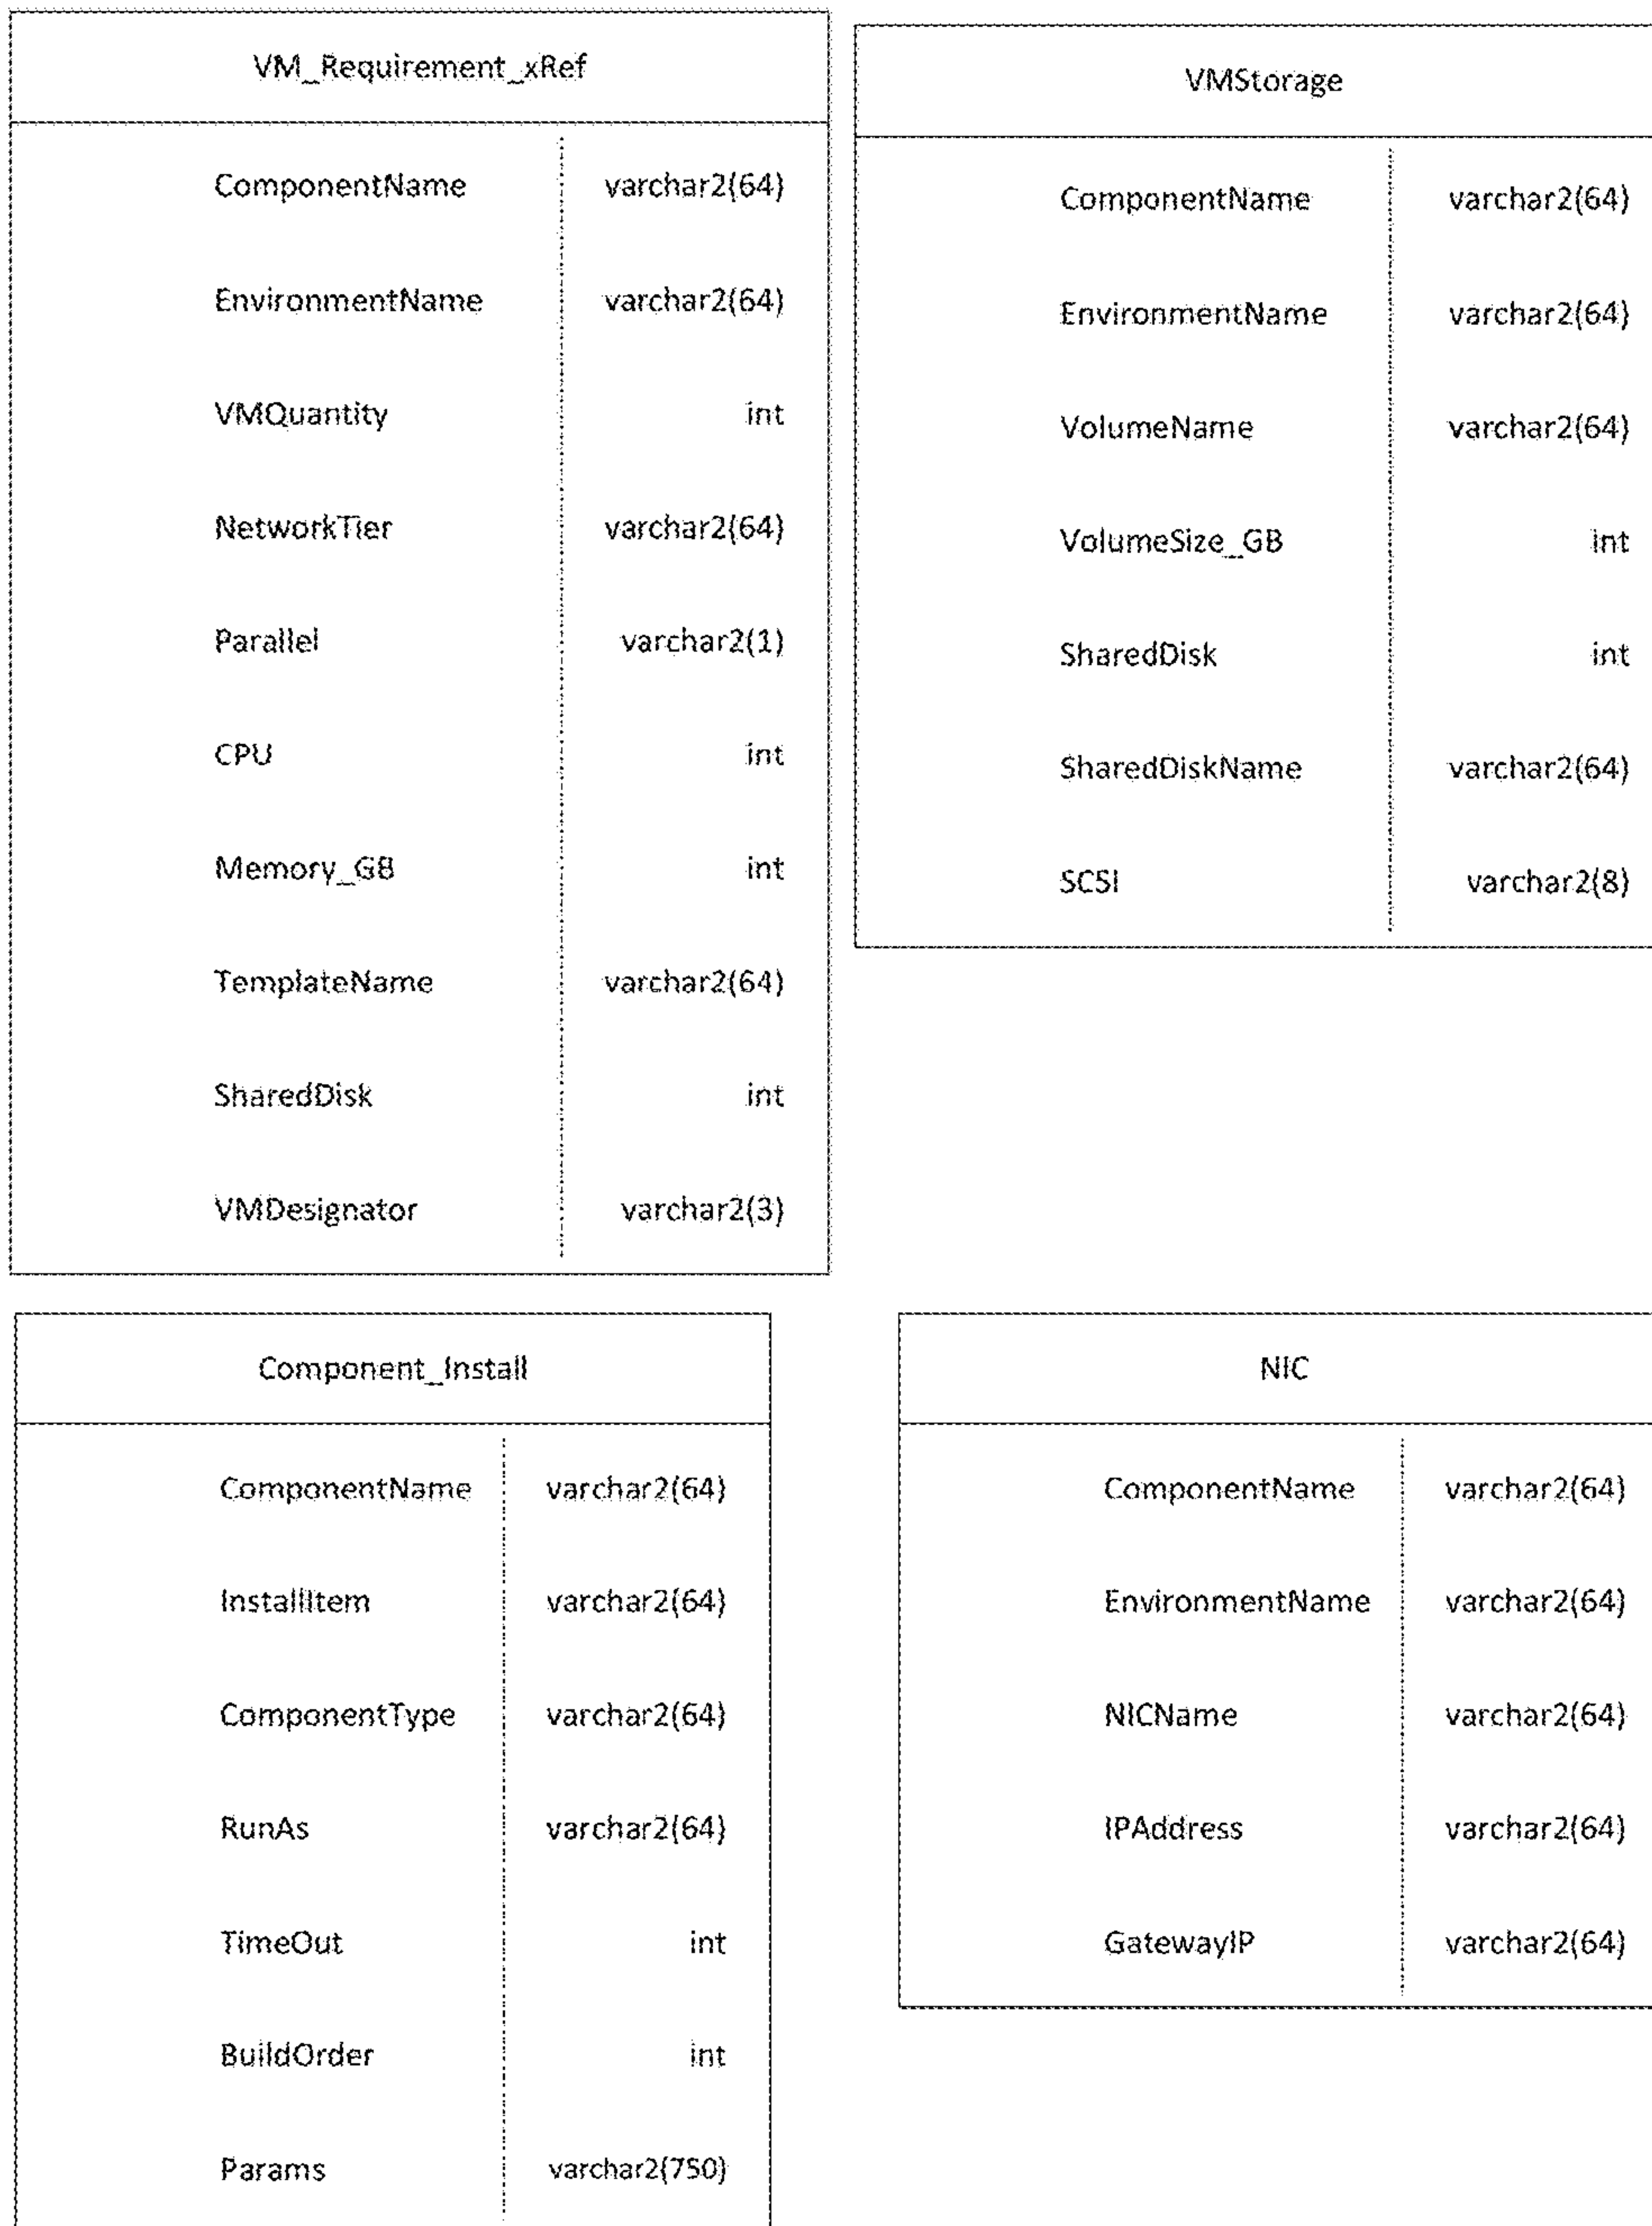 VM_Requirement_xRef
ComponentName varchar2(64)
EnvironmentName varchar2(64)
VMQuantity int
NetworkTier varchar2(64)
Parallel varchar2(1)
CPU int
Memory_GB int
TemplateName varchar2(64)
SharedDisk int
VMDesignator varchar2(3)
VMStorage
ComponentName varchar2(64)
EnvironmentName varchar2(64)
VolumeName varchar2(64)
VolumeSize_GB int
SharedDisk int
SharedDiskName varchar2(64)
SCSI varchar2(8)
Component_Install
ComponentName varchar2(64)
InstallItem varchar2(64)
ComponentType varchar2(64)
RunAs varchar2(64)
TimeOut int
BuildOrder int
Params varchar2(750)
NIC
ComponentName varchar2(64)
EnvironmentName varchar2(64)
NICName varchar2(64)
IPAddress varchar2(64)
GatewayIP varchar2(64)